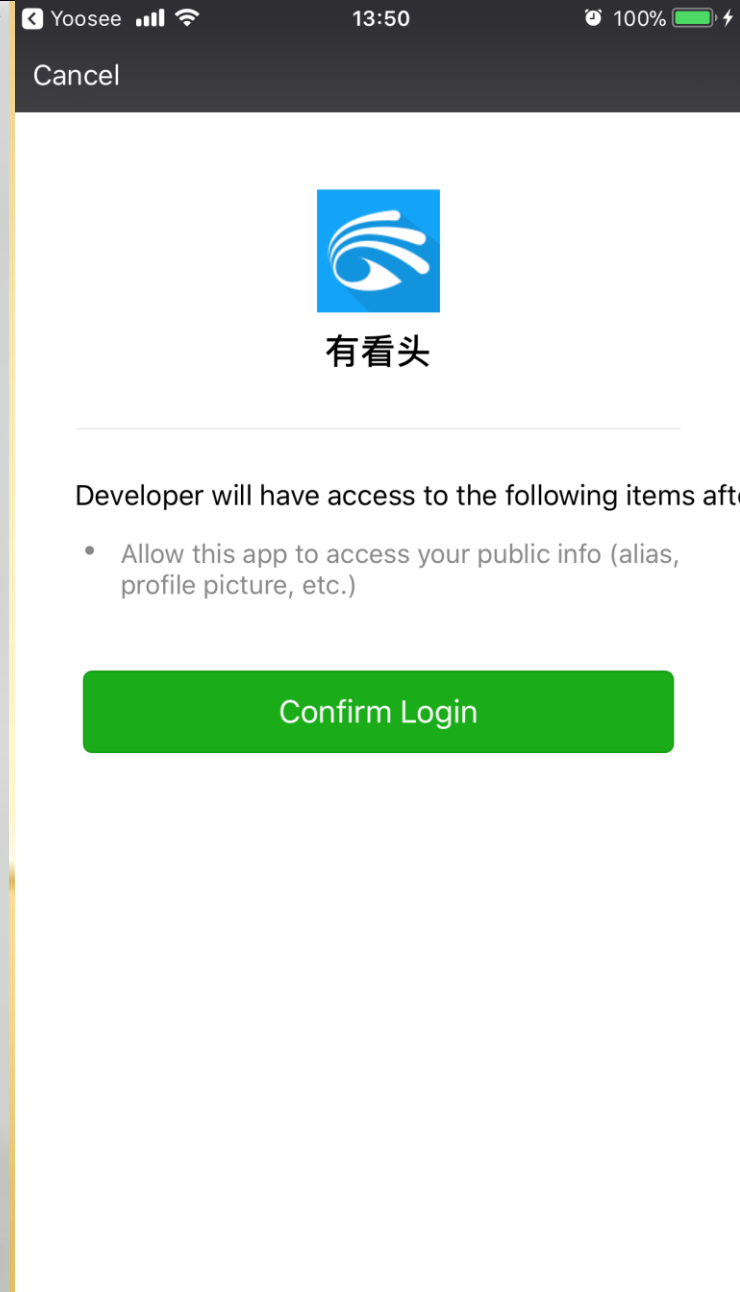 Yoosee 13:50 100%
Cancel
有看头
Developer will have access to the following items aft
Allow this app to access your public info (alias,
profile picture, etc.)
Confirm Login